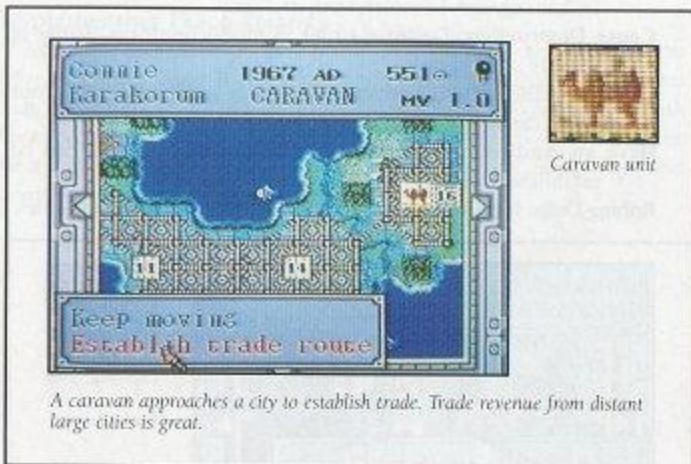 Connie 1967 AD 551
Karakorum CARAVAN MV 1.0
16
11 14
Keep moving
Establish trade route
Caravan unit
A caravan approaches a city to establish trade. Trade revenue from distant
large cities is great.